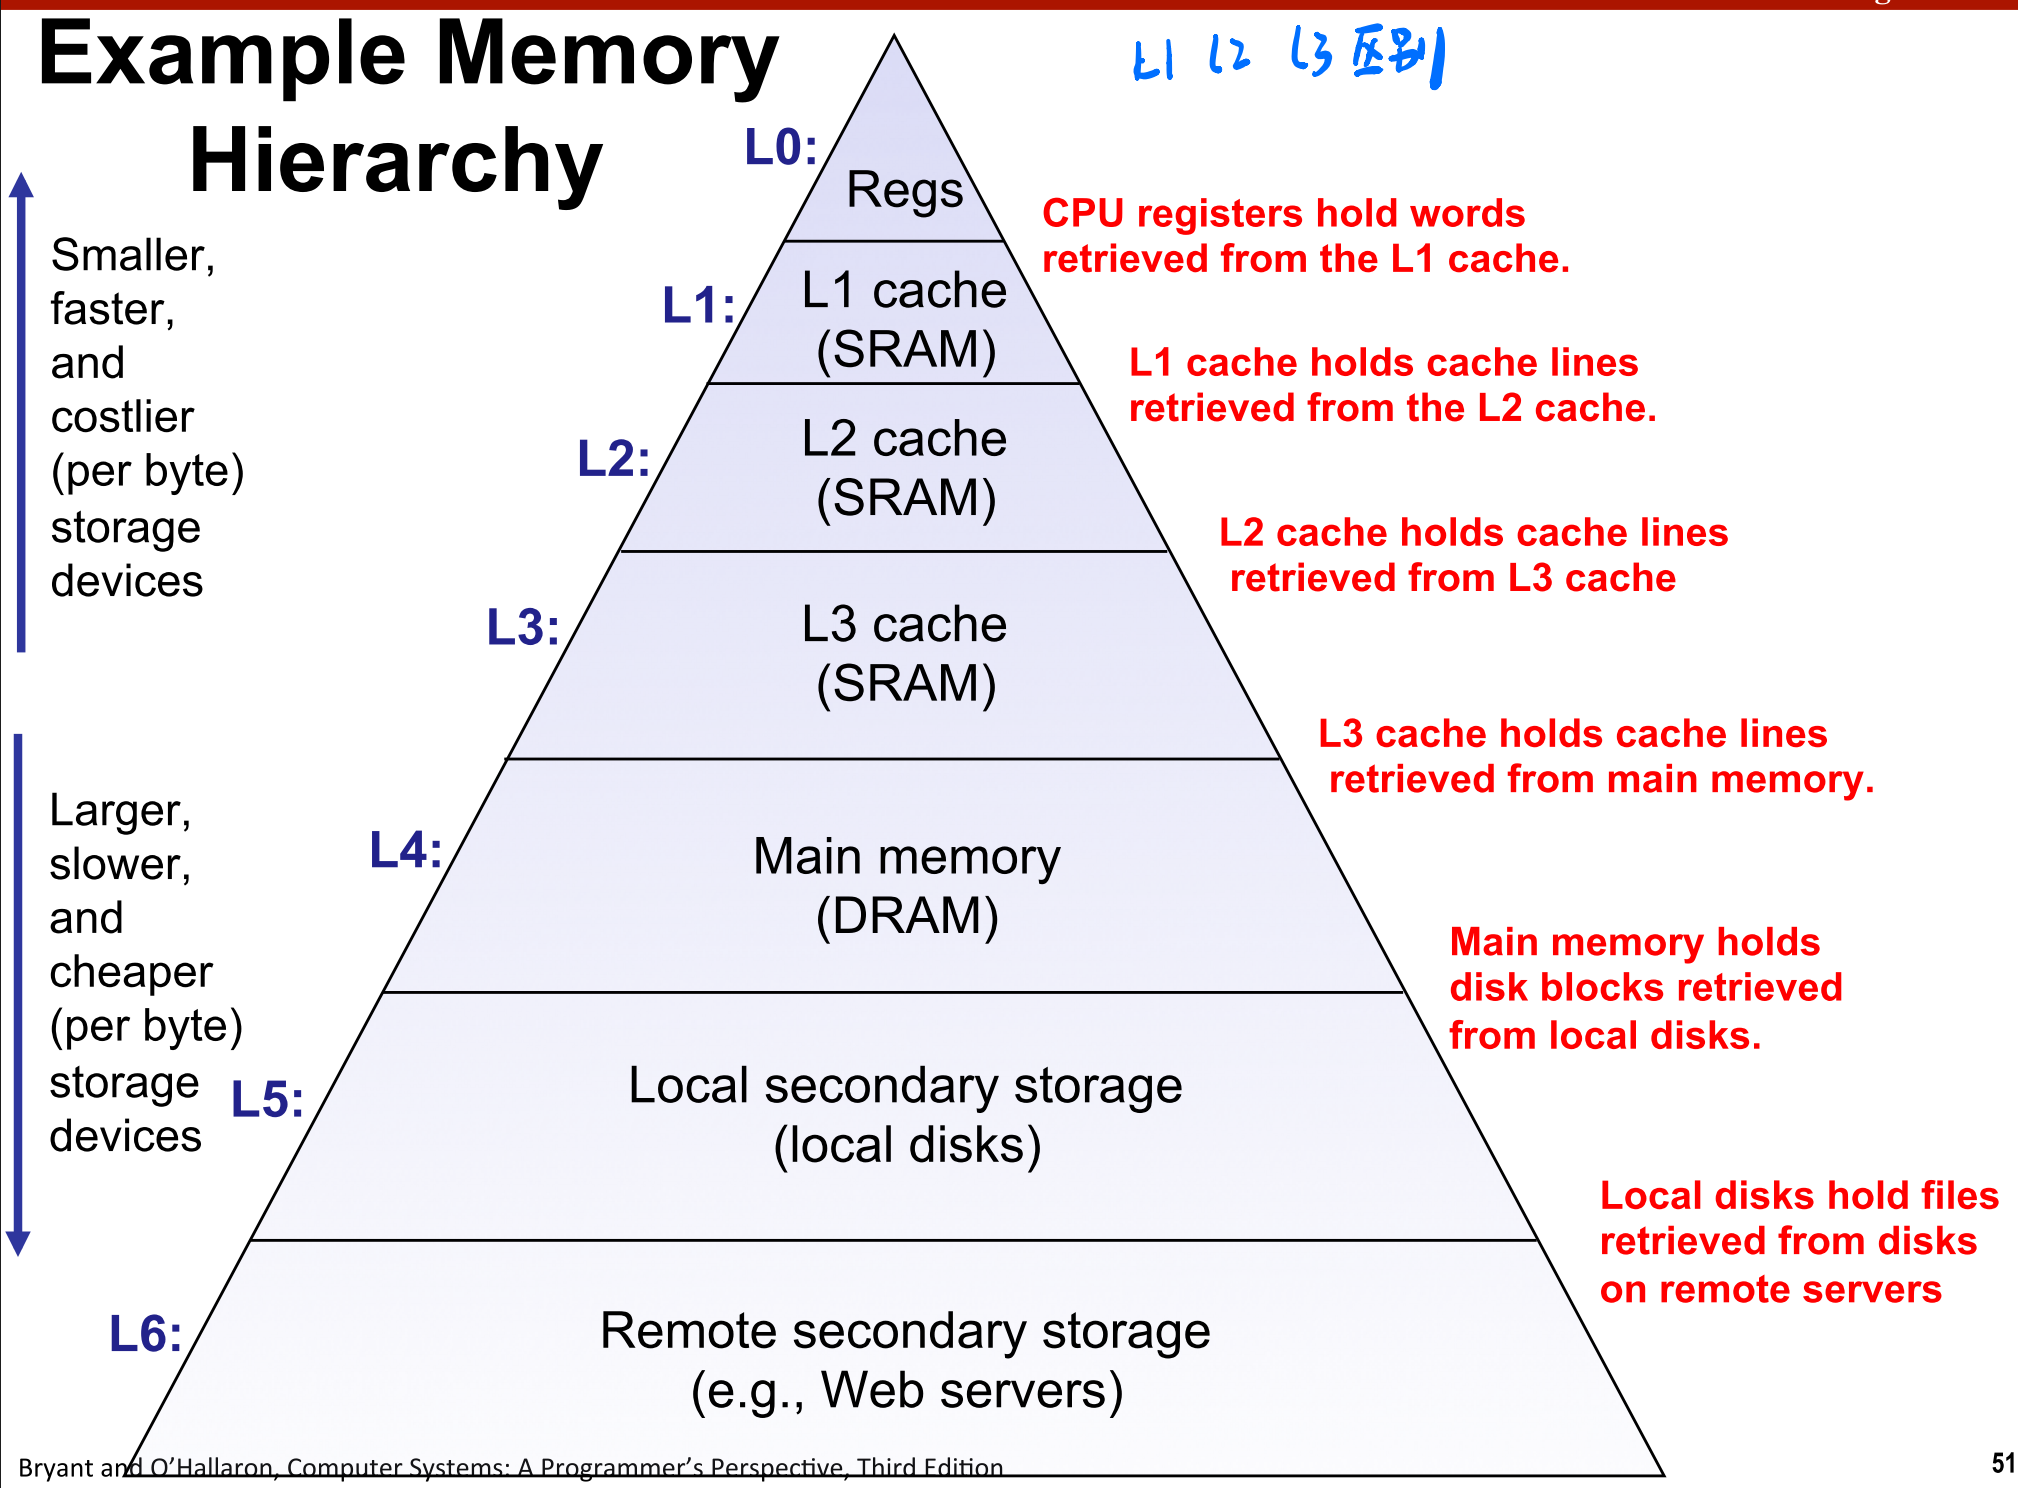 Example Memory
Hierarchy
L1 L2 L3 区别
Smaller,
faster,
and
costlier
(per byte)
storage
devices
Larger,
slower,
and
cheaper
(per byte)
storage
devices
L0:
Regs
CPU registers hold words
retrieved from the L1 cache.
L1:
L1 cache
(SRAM)
L1 cache holds cache lines
retrieved from the L2 cache.
L2:
L2 cache
(SRAM)
L2 cache holds cache lines
retrieved from L3 cache
L3:
L3 cache
(SRAM)
L3 cache holds cache lines
retrieved from main memory.
L4:
Main memory
(DRAM)
Main memory holds
disk blocks retrieved
from local disks.
L5:
Local secondary storage
(local disks)
Local disks hold files
retrieved from disks
on remote servers
L6:
Remote secondary storage
(e.g., Web servers)
Bryant and O'Hallaron, Computer Systems: A Programmer's Perspective, Third Edition
51